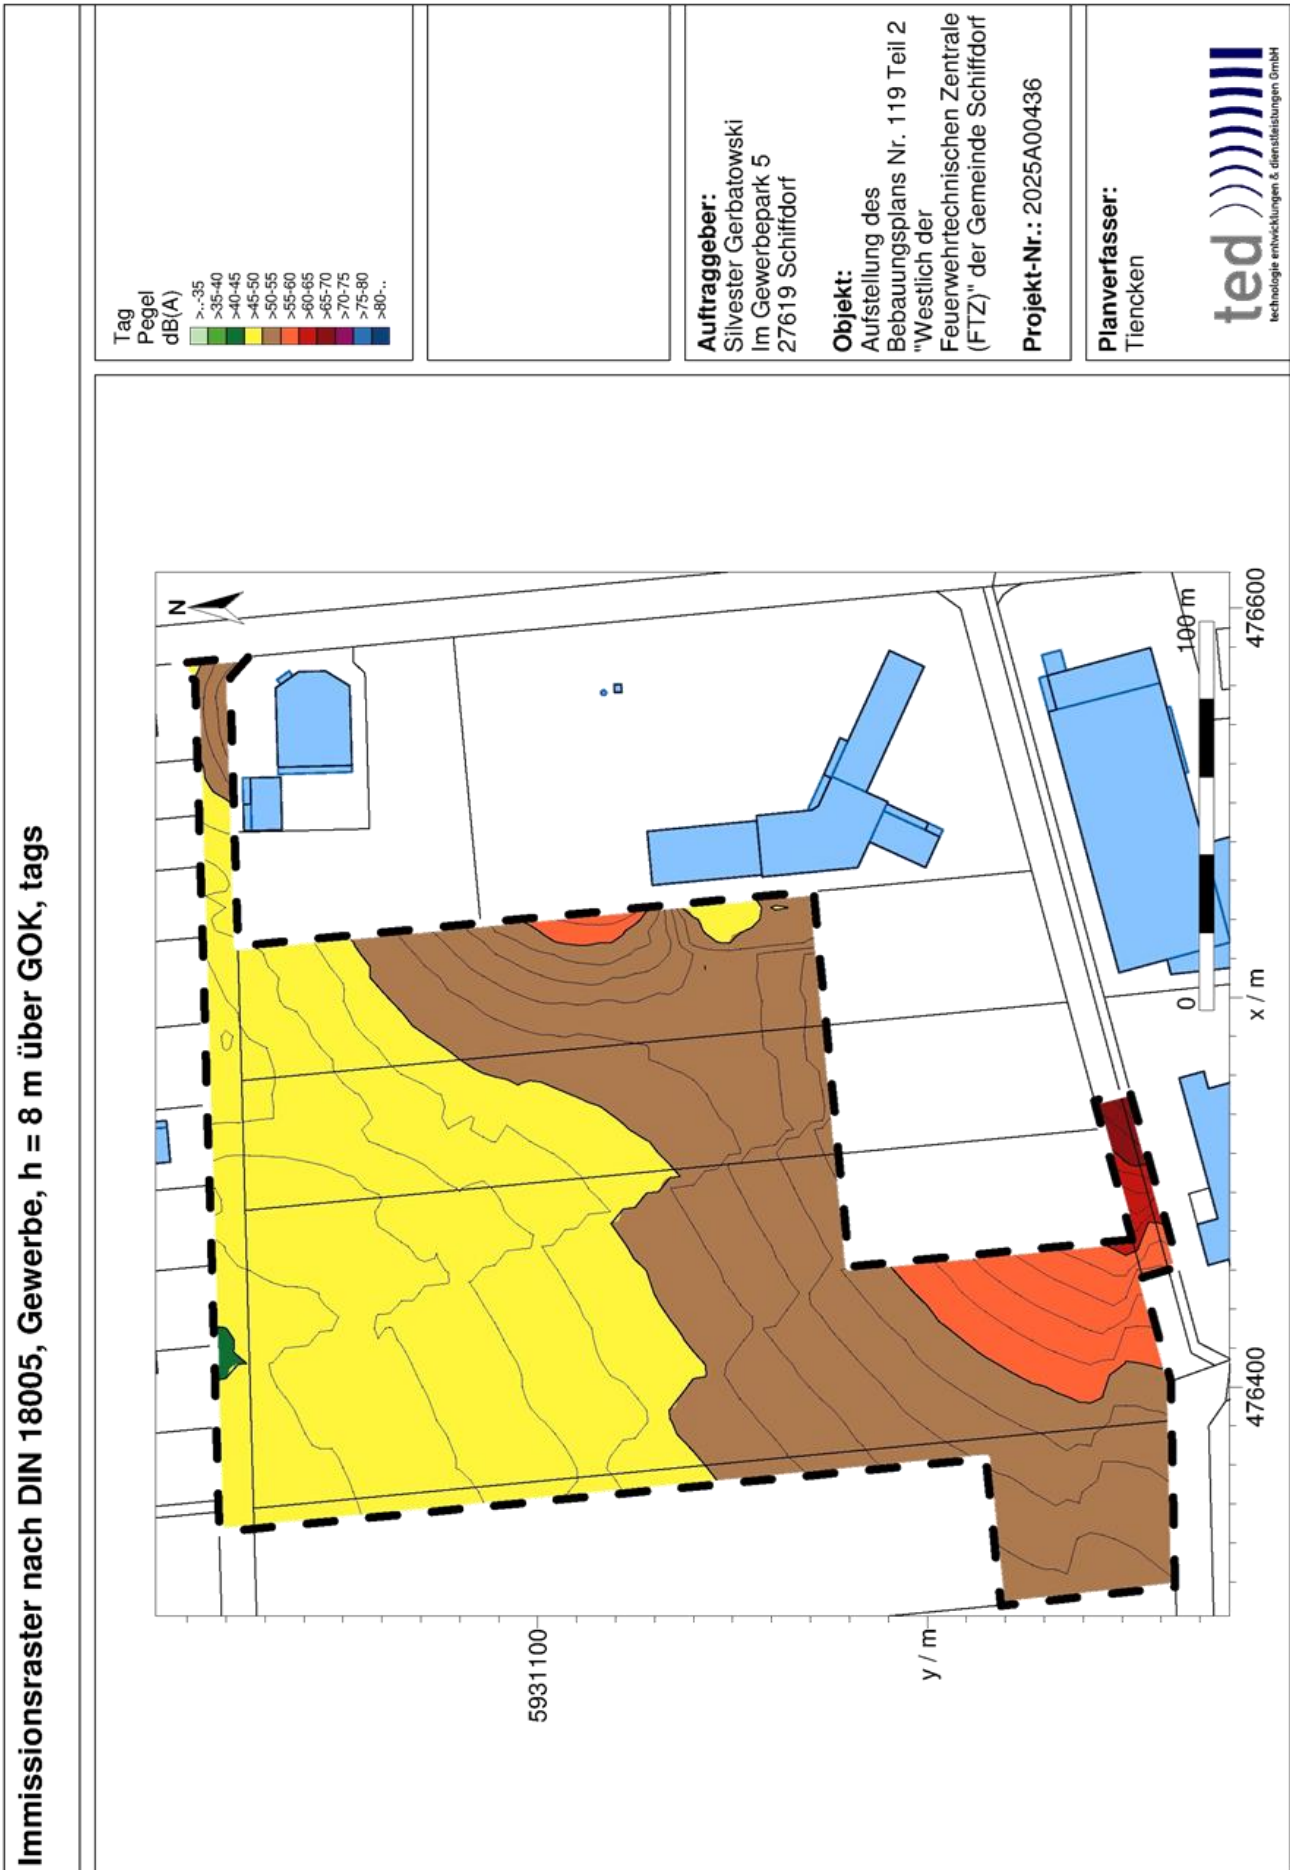 Immissionsraster nach DIN 18005, Gewerbe, h = 8 m über GOK, tags
Tag
Pegel
dB(A)
>..-35
>35-40
>40-45
>45-50
>50-55
>55-60
>60-65
>65-70
>70-75
>75-80
>80-..
Auftraggeber:
Silvester Gerbatowski
Im Gewerbepark 5
27619 Schiffdorf
Objekt:
Aufstellung des
Bebauungsplans Nr. 119 Teil 2
"Westlich der
Feuerwehrtechnischen Zentrale
(FTZ)" der Gemeinde Schiffdorf
Projekt-Nr.: 2025A00436
Planverfasser:
Tiencken
ted
technologie entwicklungen & dienstleistungen GmbH
N
5931100
y / m
0
100 m
476400
x / m
476600